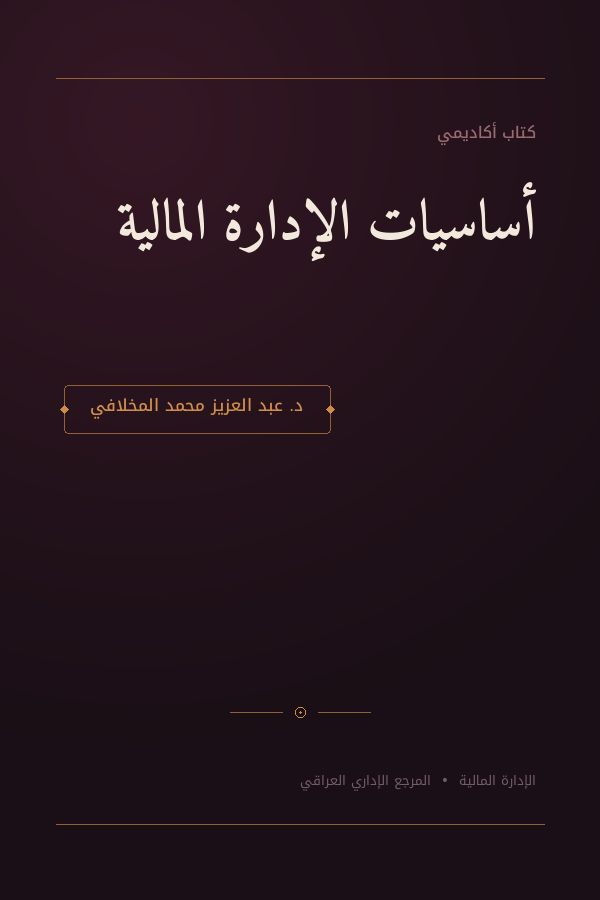 كتاب أكاديمي
أساسيات الإدارة المالية
د. عبد العزيز محمد المخلافي
الإدارة المالية • المرجع الإداري العراقي